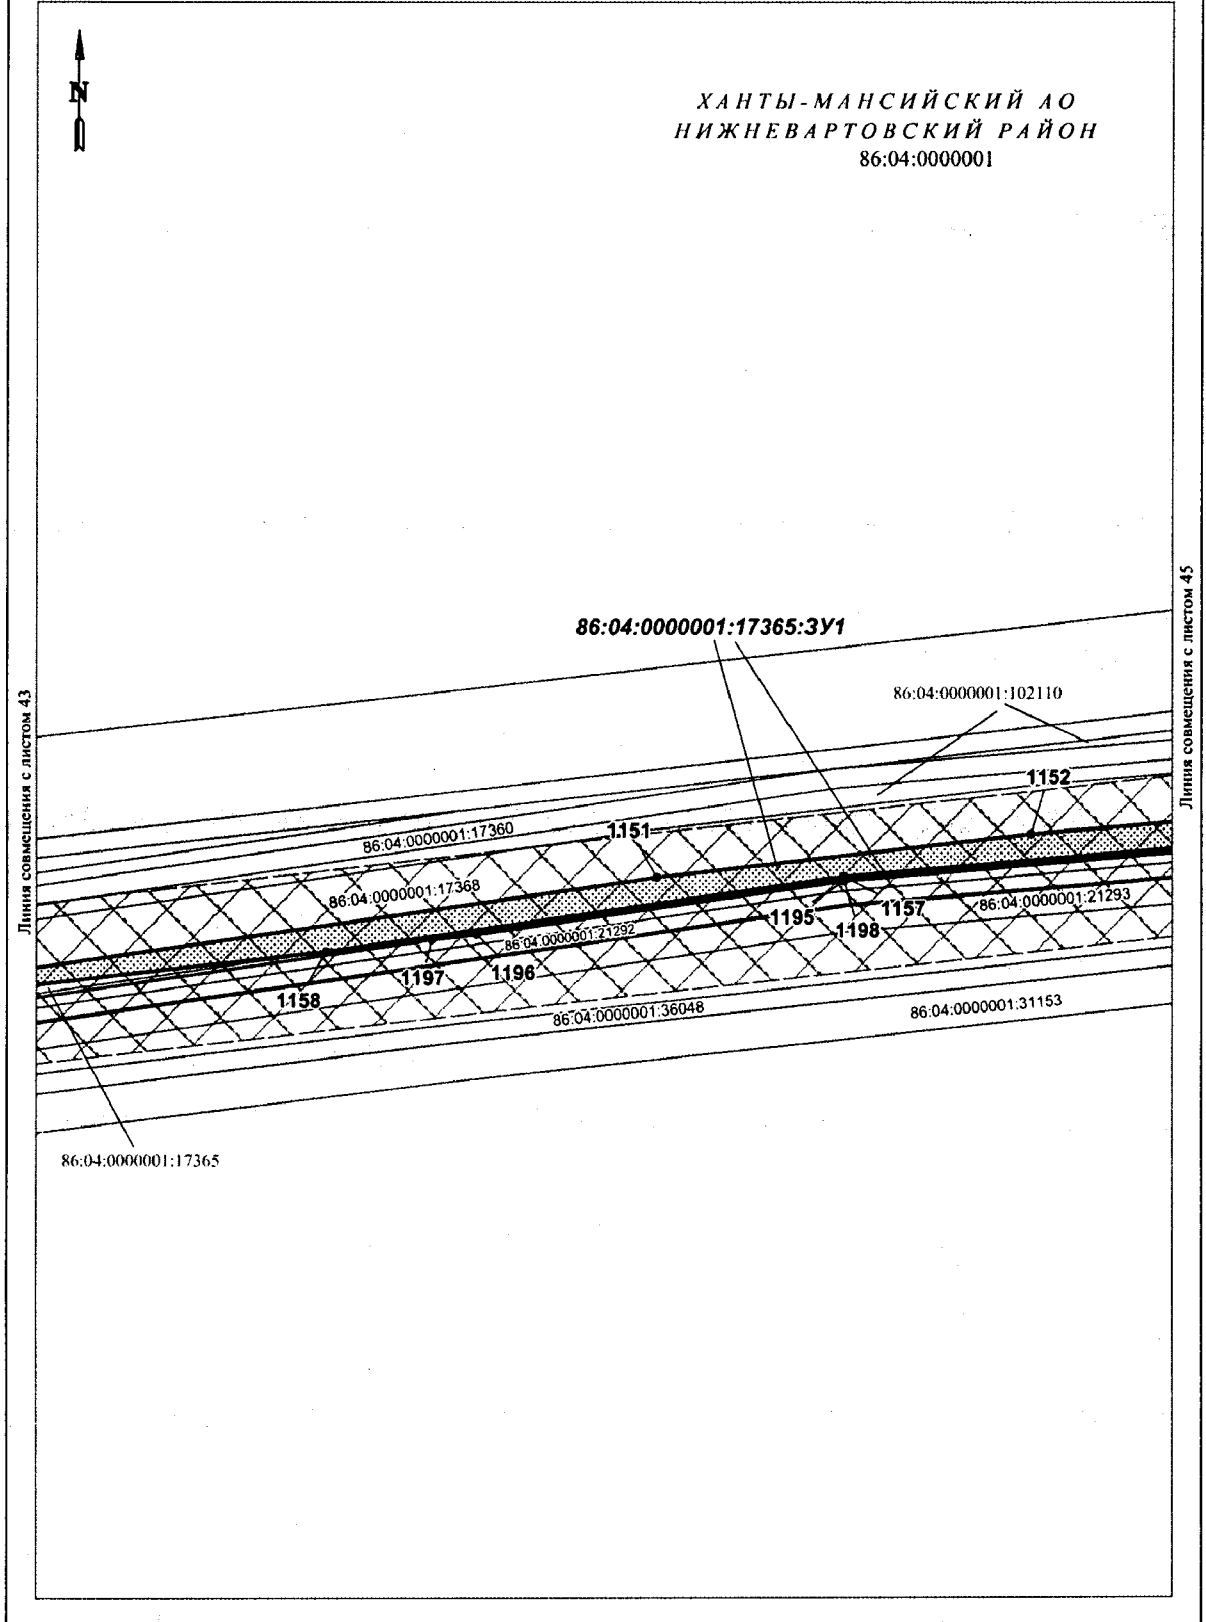 N
ХАНТЫ-МАНСИЙСКИЙ АО
НИЖНЕВАРТОВСКИЙ РАЙОН
86:04:0000001
Линия совмещения с листом 45
86:04:0000001:17365:ЗУ1
Линия совмещения с листом 43
86:04:0000001:102110
1152
86:04:0000001:17360
1151
86:04:0000001:17368
86:04:0000001:21293
1195
1157
1198
86:04:0000001:21292
1197
1196
1158
86:04:0000001:36048
86:04:0000001:31153
86:04:0000001:17365